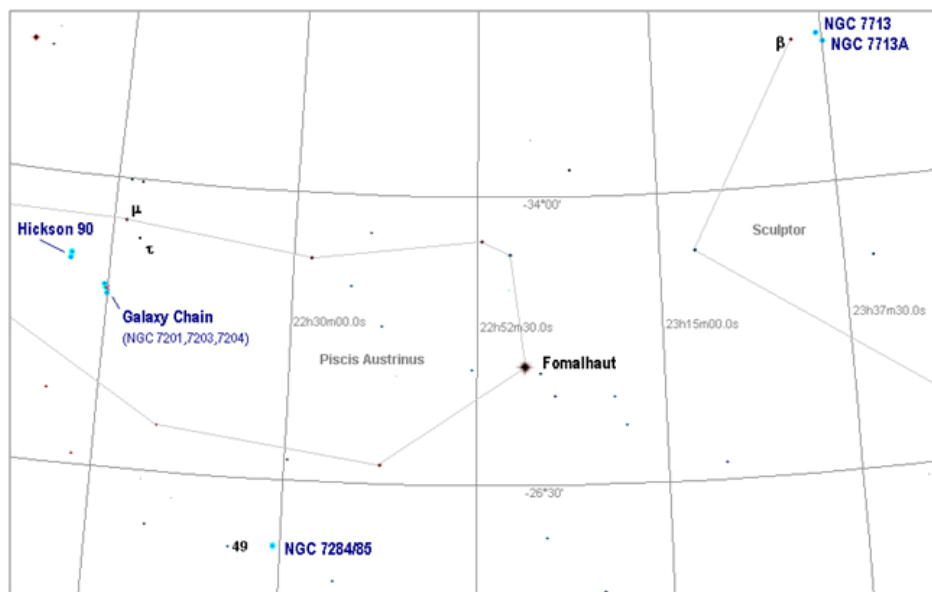 NGC 7713
β
NGC 7713A
-34°00'
μ
Hickson 90
τ
Sculptor
Galaxy Chain
(NGC 7201,7203,7204)
22h30m00.0s
22h52m30.0s
23h15m00.0s
23h37m30.0s
Piscis Austrinus
Fomalhaut
-26°30'
49
NGC 7284/85